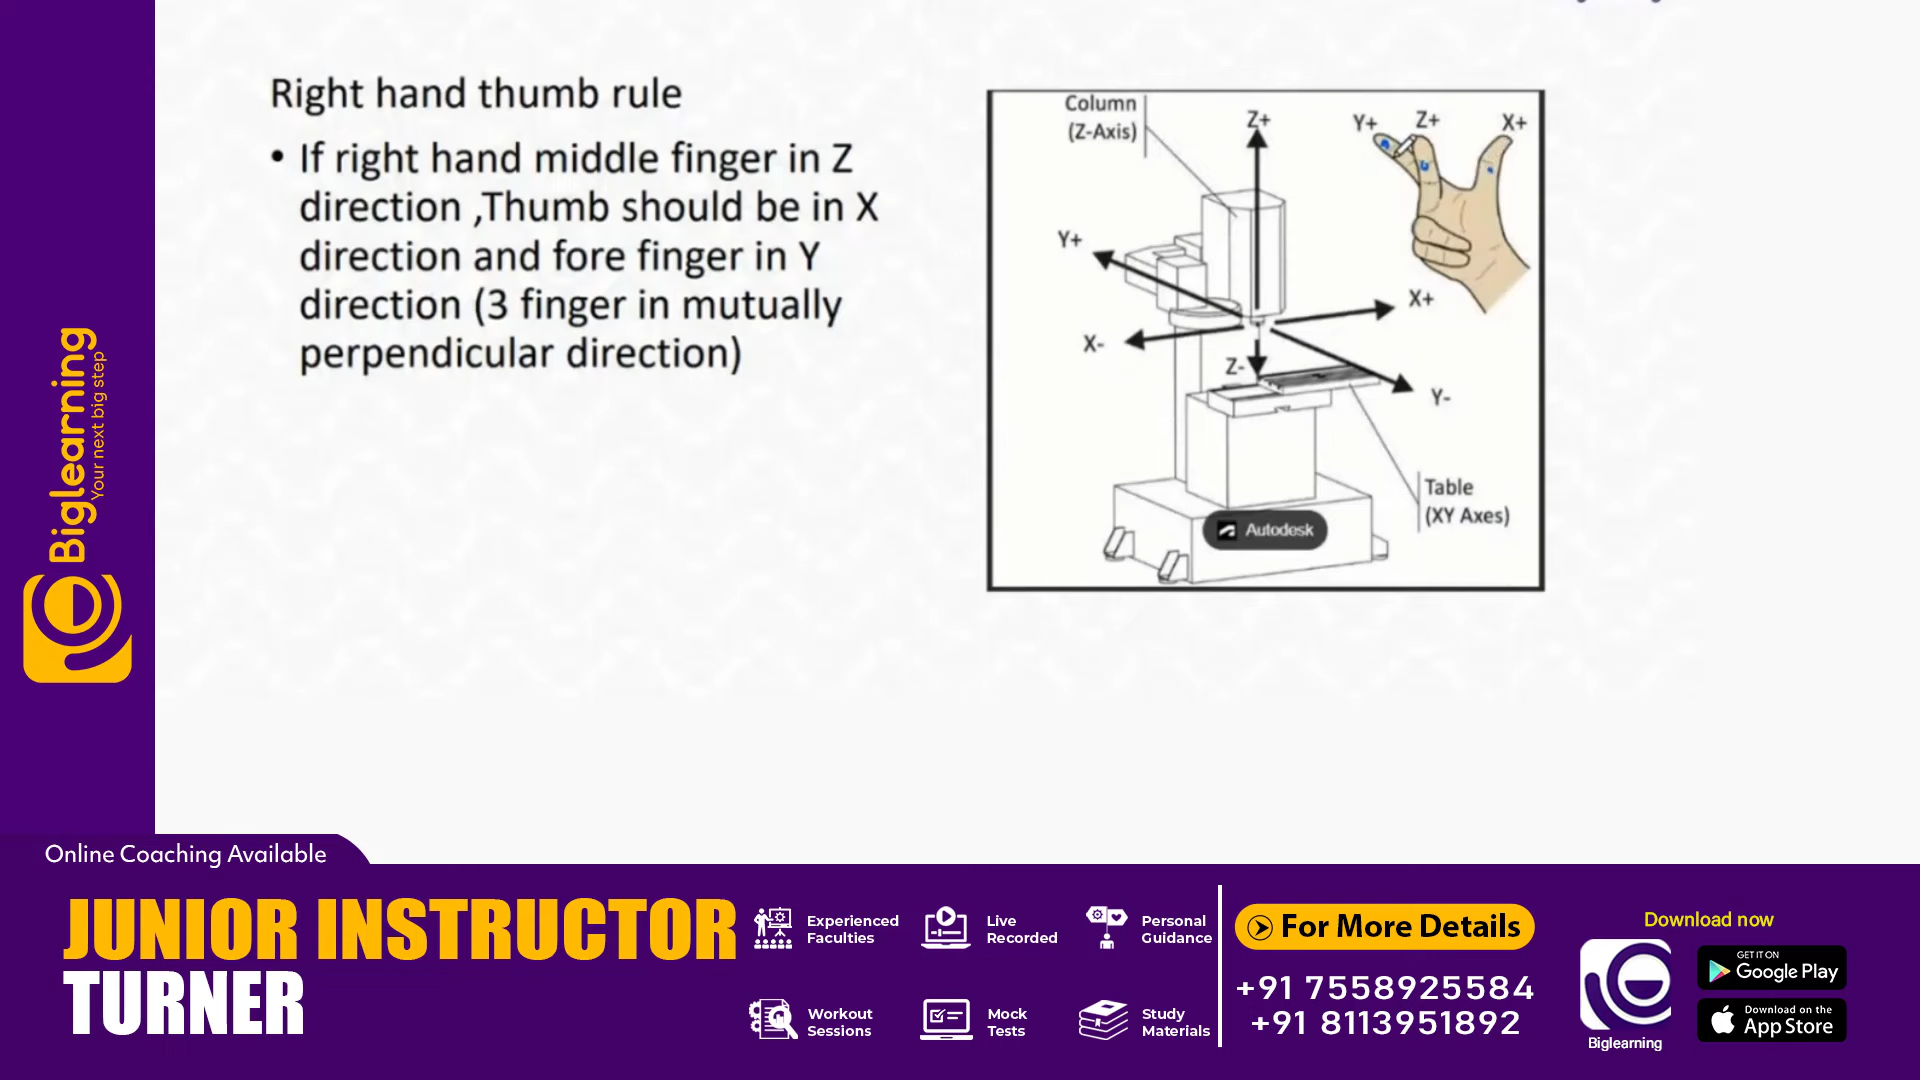 Right hand thumb rule
• If right hand middle finger in Z
direction ,Thumb should be in X
direction and fore finger in Y
direction (3 finger in mutually
perpendicular direction)
Column
(Z-Axis)
Z+
Y+
Z+
X+
Y+
X+
X-
Z-
Y-
Table
(XY Axes)
Autodesk
Biglearning
Your next big step
Online Coaching Available
JUNIOR INSTRUCTOR
TURNER
Experienced
Faculties
Live
Recorded
Personal
Guidance
Workout
Sessions
Mock
Tests
Study
Materials
For More Details
+91 7558925584
+91 8113951892
Download now
Biglearning
GET IT ON
Google Play
Download on the
App Store